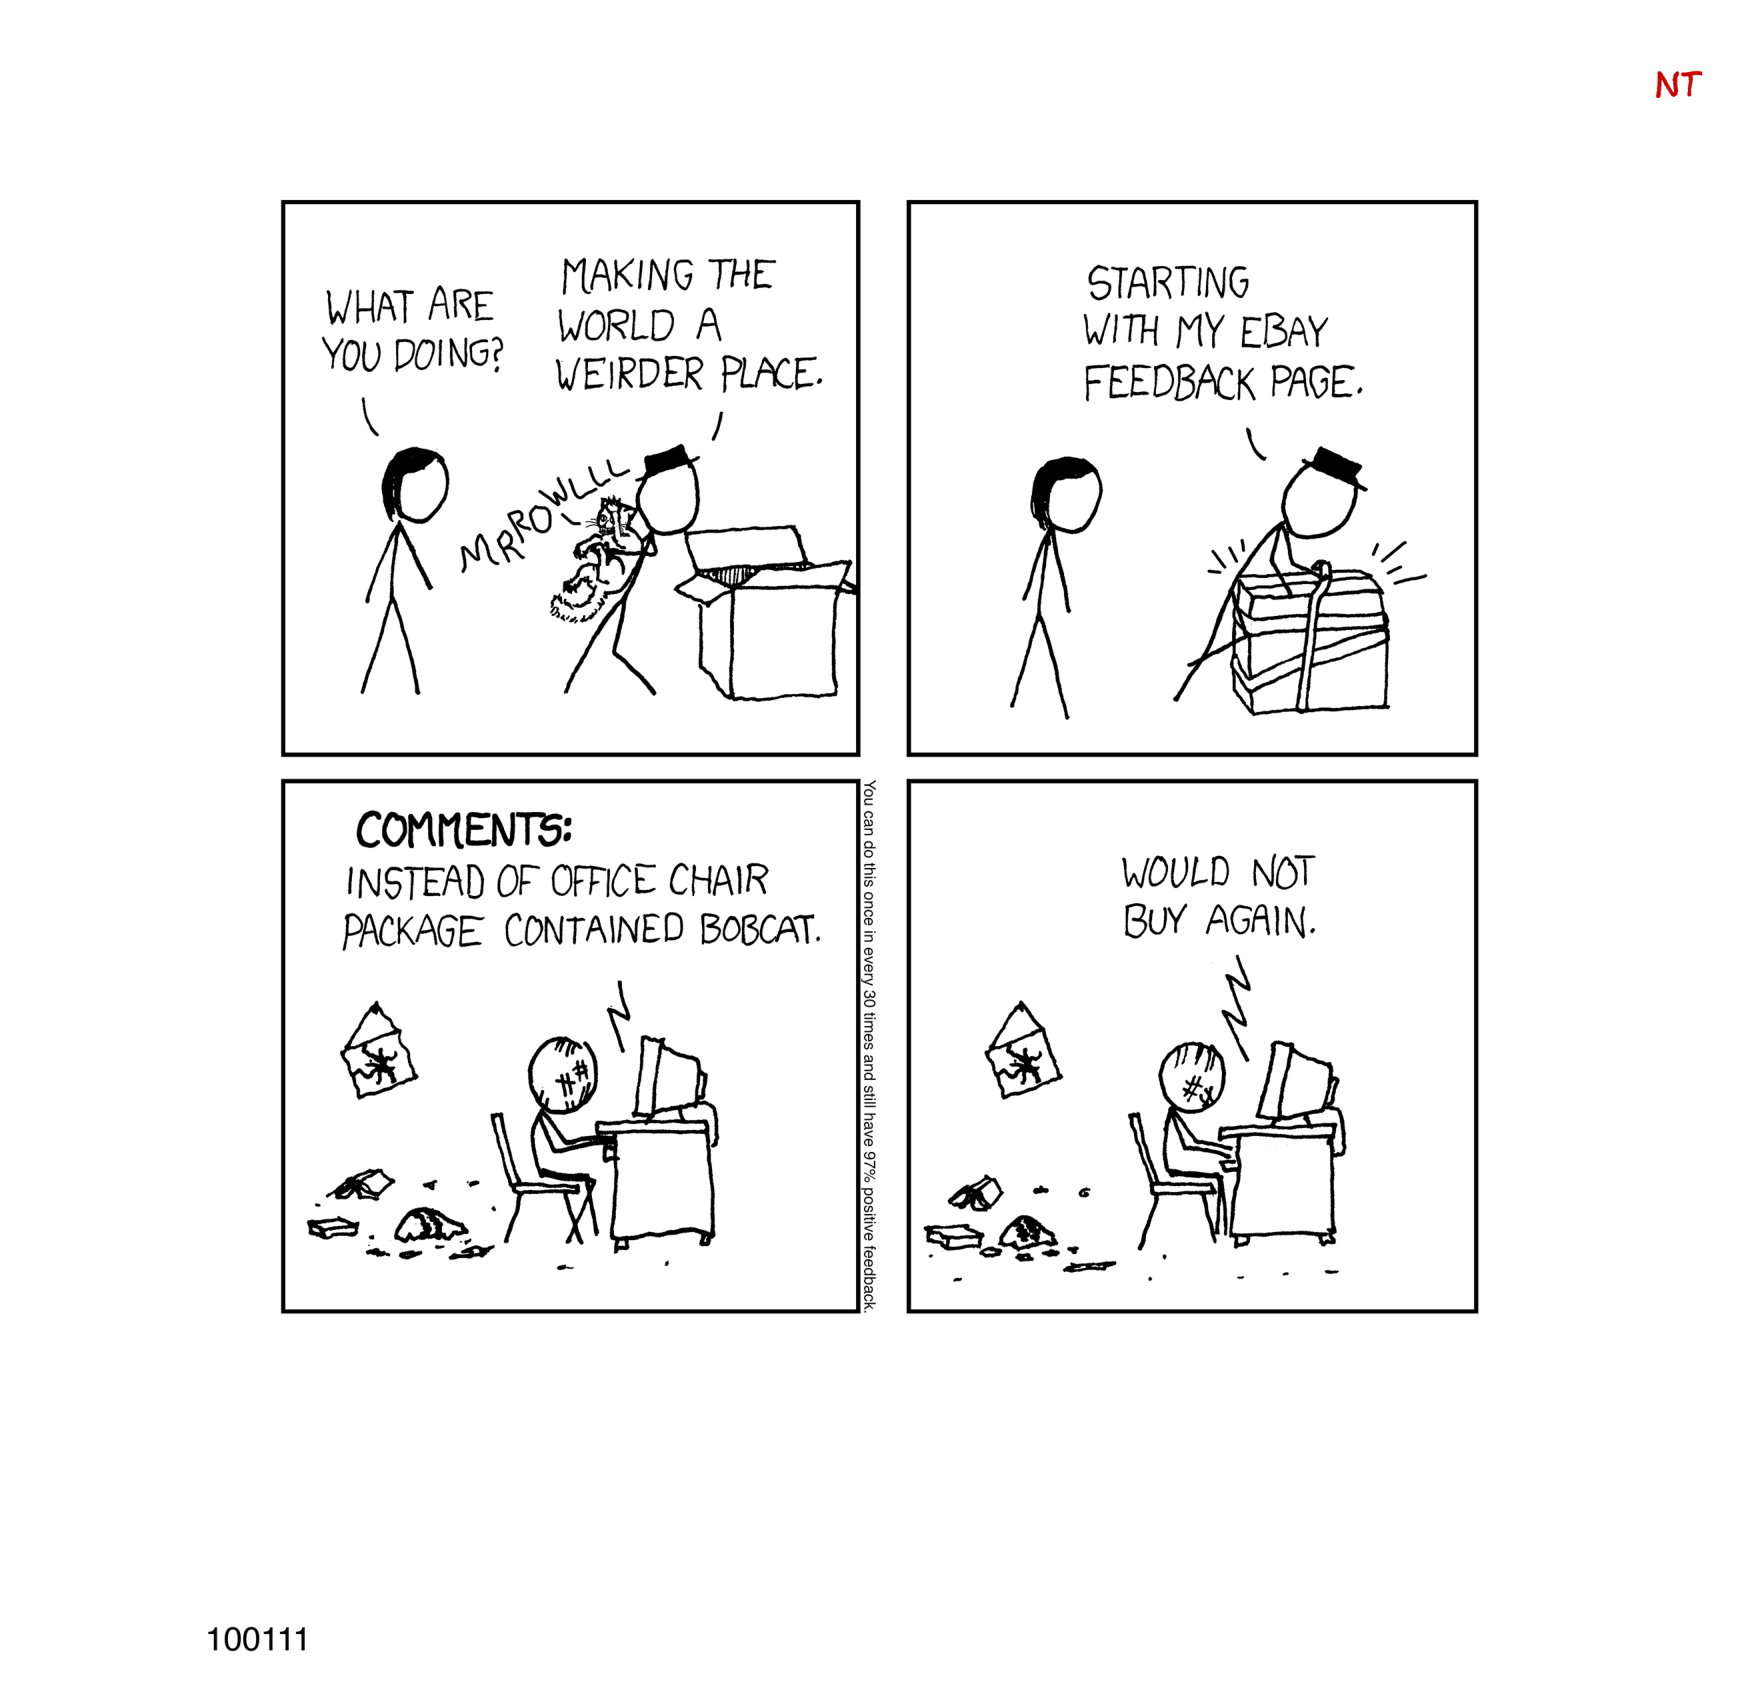 NT
WHAT ARE
YOU DOING?
MAKING THE
WORLD A
WEIRDER PLACE.
MRROWLLL
STARTING
WITH MY EBAY
FEEDBACK PAGE.
COMMENTS:
INSTEAD OF OFFICE CHAIR
PACKAGE CONTAINED BOBCAT.
You can do this once in every 30 times and still have 97% positive feedback.
WOULD NOT
BUY AGAIN.
100111